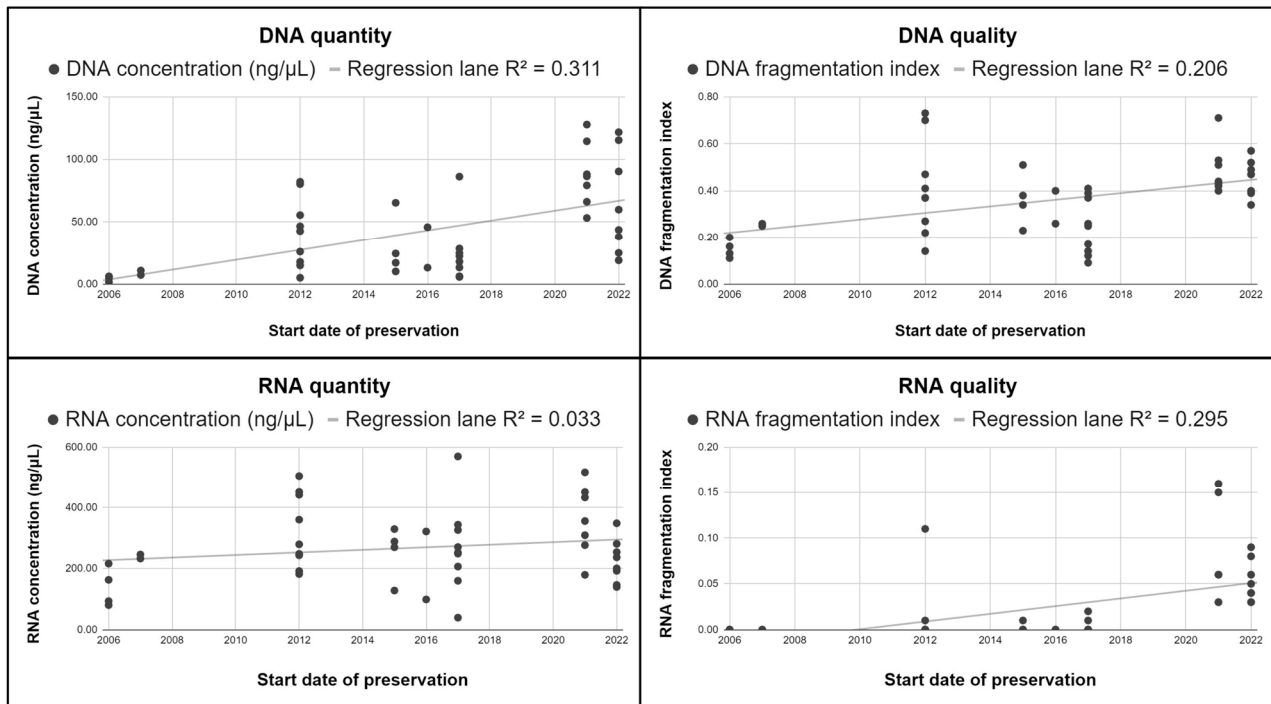 DNA quantity
● DNA concentration (ng/µL) — Regression lane R² = 0.311
DNA concentration (ng/µL)
150.00
100.00
50.00
0.00
2006 2008 2010 2012 2014 2016 2018 2020 2022
Start date of preservation
DNA quality
● DNA fragmentation index — Regression lane R² = 0.206
DNA fragmentation index
0.80
0.60
0.40
0.20
0.00
2006 2008 2010 2012 2014 2016 2018 2020 2022
Start date of preservation
RNA quantity
● RNA concentration (ng/µL) — Regression lane R² = 0.033
RNA concentration (ng/µL)
600.00
400.00
200.00
0.00
2006 2008 2010 2012 2014 2016 2018 2020 2022
Start date of preservation
RNA quality
● RNA fragmentation index — Regression lane R² = 0.295
RNA fragmentation index
0.20
0.15
0.10
0.05
0.00
2006 2008 2010 2012 2014 2016 2018 2020 2022
Start date of preservation